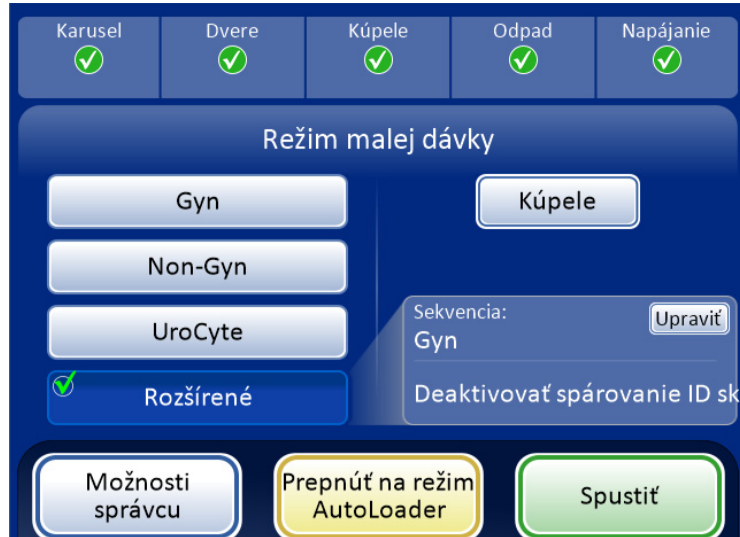 Karusel
Dvere
Kúpele
Odpad
Napájanie
Režim malej dávky
Gyn
Kúpele
Non-Gyn
UroCyte
Sekvencia:
Upraviť
Gyn
Rozšírené
Deaktivovať spárovanie ID sk
Možnosti
správcu
Prepnúť na režim
AutoLoader
Spustiť